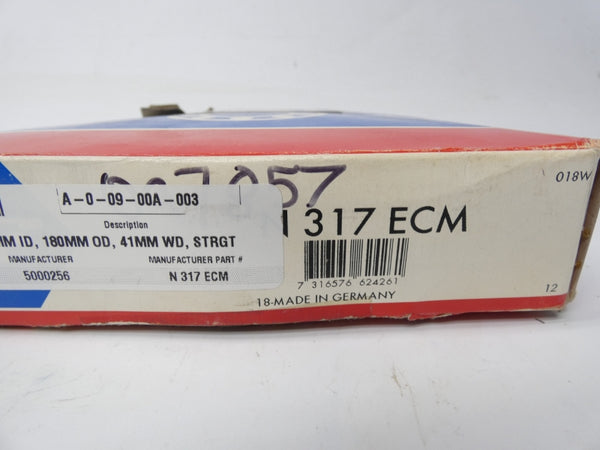 018W
A-0-09-00A-003
Description
MM ID, 180MM OD, 41MM WD, STRGT
MANUFACTURER MANUFACTURER PART #
5000256 N 317 ECM
N 317 ECM
7 316576 624261
18-MADE IN GERMANY
12